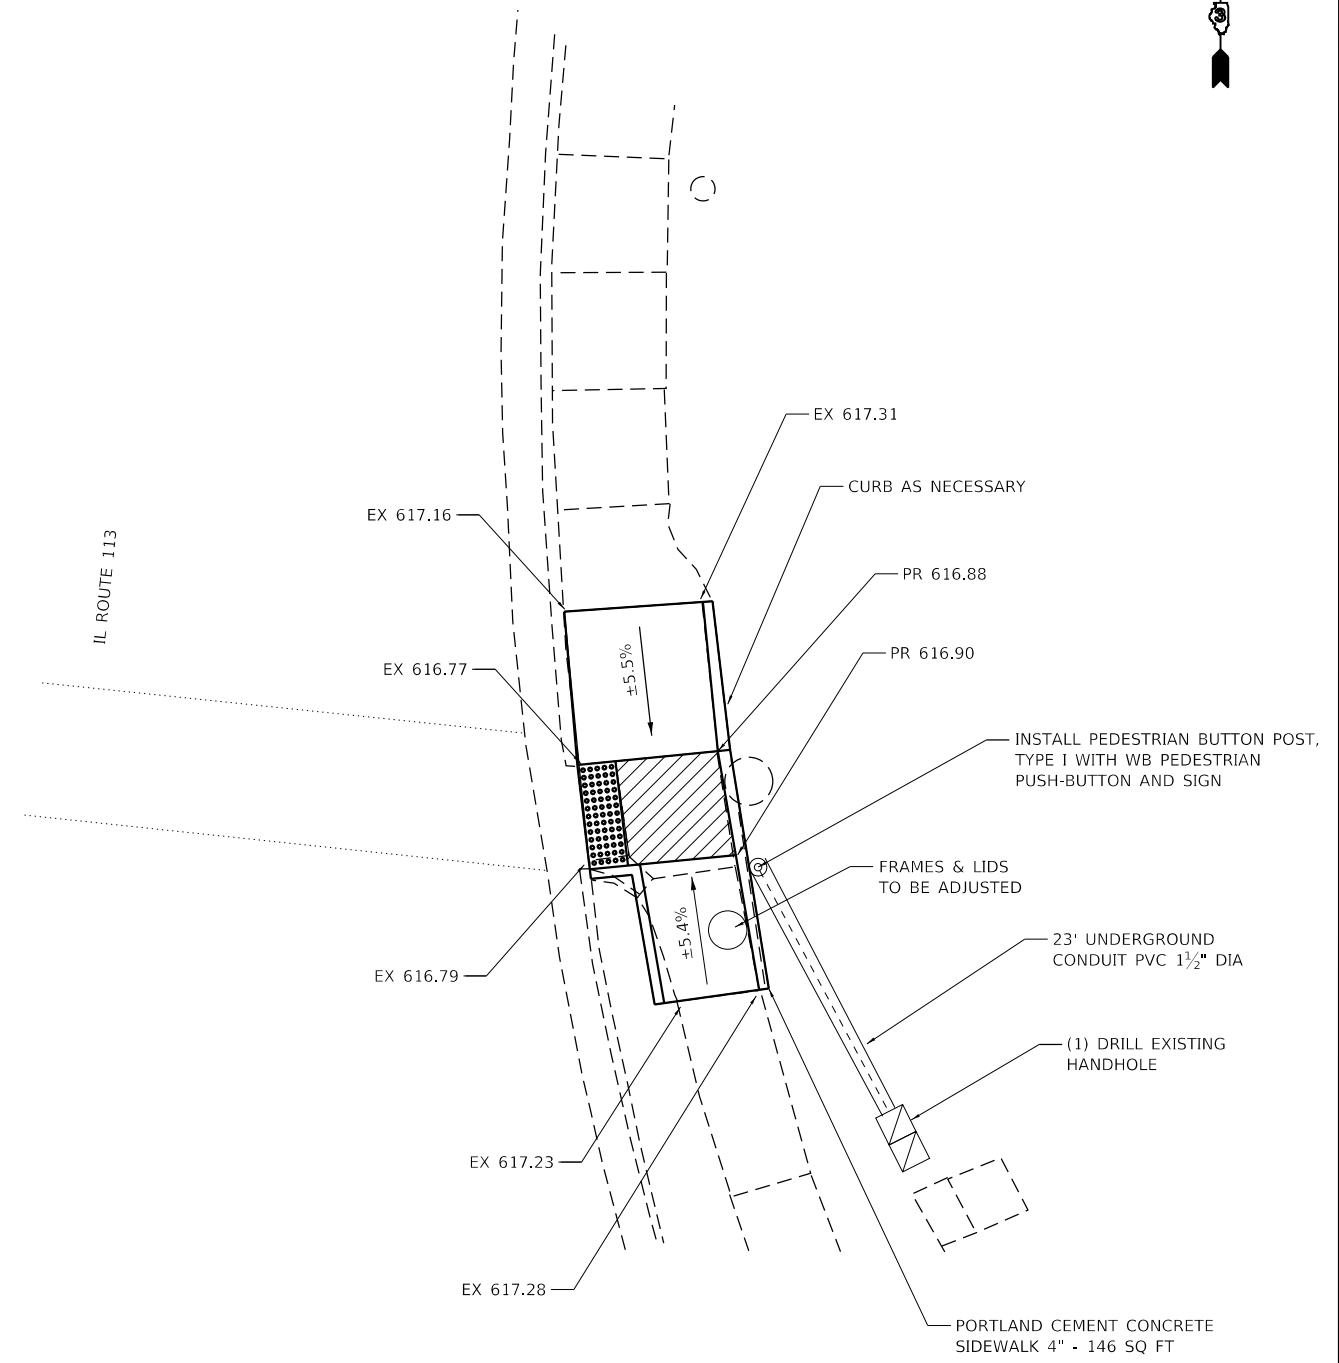 3
EX 617.31
CURB AS NECESSARY
EX 617.16
IL ROUTE 113
PR 616.88
PR 616.90
EX 616.77
±5.5%
INSTALL PEDESTRIAN BUTTON POST,
TYPE I WITH WB PEDESTRIAN
PUSH-BUTTON AND SIGN
FRAMES & LIDS
TO BE ADJUSTED
±5.4%
23' UNDERGROUND
CONDUIT PVC 1½" DIA
EX 616.79
(1) DRILL EXISTING
HANDHOLE
EX 617.23
EX 617.28
PORTLAND CEMENT CONCRETE
SIDEWALK 4" - 146 SQ FT